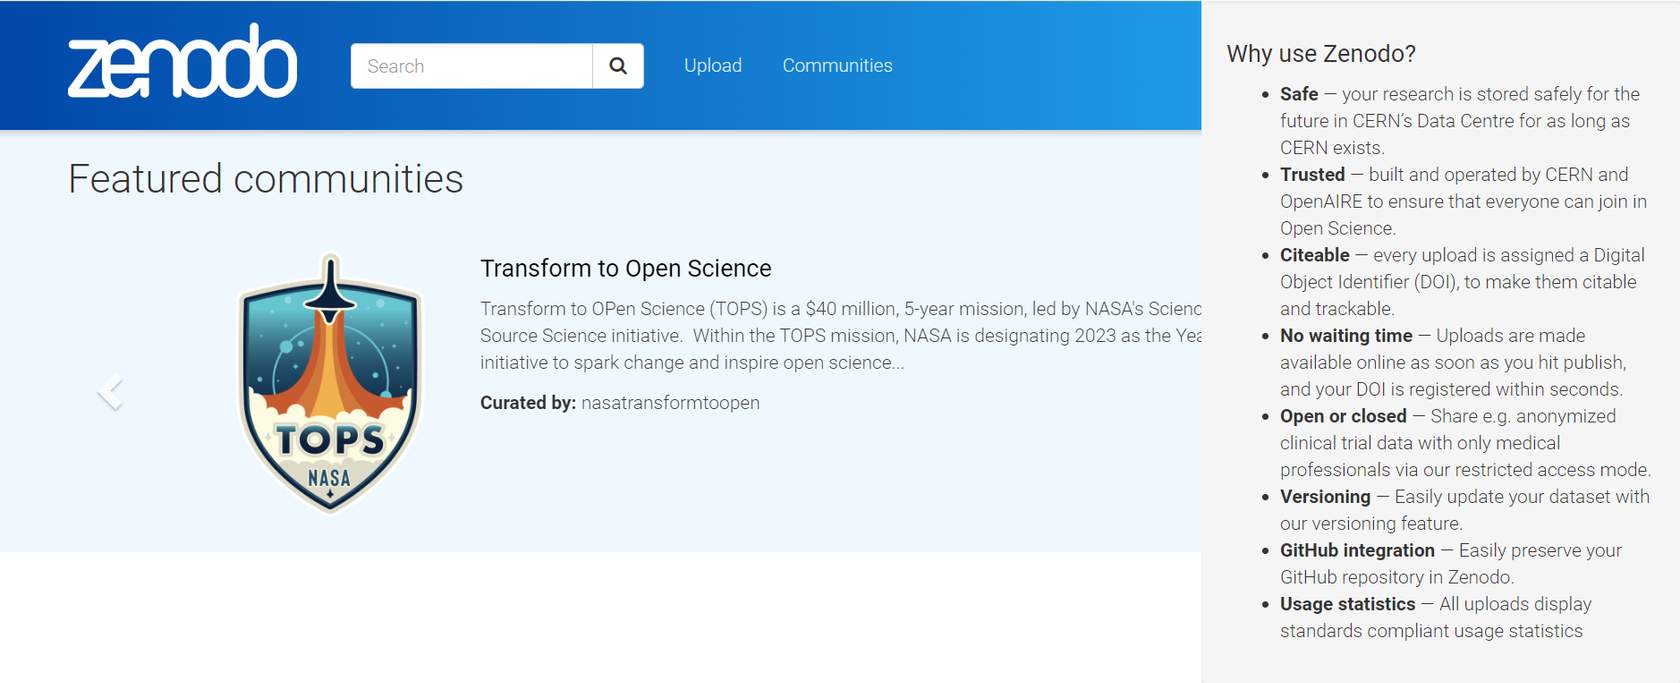 zenodo
Search
Upload
Communities
Featured communities
TOPS
NASA
Transform to Open Science
Transform to OPen Science (TOPS) is a $40 million, 5-year mission, led by NASA's Scienc
Source Science initiative.  Within the TOPS mission, NASA is designating 2023 as the Yea
initiative to spark change and inspire open science...
Curated by: nasatransformtoopen
Why use Zenodo?
• Safe — your research is stored safely for the
future in CERN's Data Centre for as long as
CERN exists.
• Trusted — built and operated by CERN and
OpenAIRE to ensure that everyone can join in
Open Science.
• Citeable — every upload is assigned a Digital
Object Identifier (DOI), to make them citable
and trackable.
• No waiting time — Uploads are made
available online as soon as you hit publish,
and your DOI is registered within seconds.
• Open or closed — Share e.g. anonymized
clinical trial data with only medical
professionals via our restricted access mode.
• Versioning — Easily update your dataset with
our versioning feature.
• GitHub integration — Easily preserve your
GitHub repository in Zenodo.
• Usage statistics — All uploads display
standards compliant usage statistics